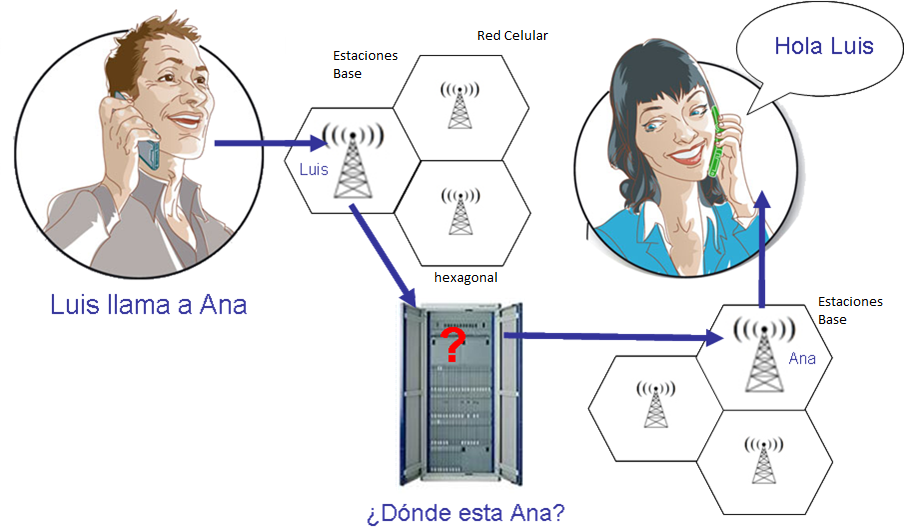 Hola Luis
Red Celular
Estaciones
Base
Luis
hexagonal
Luis llama a Ana
?
Estaciones
Base
Ana
¿Dónde esta Ana?